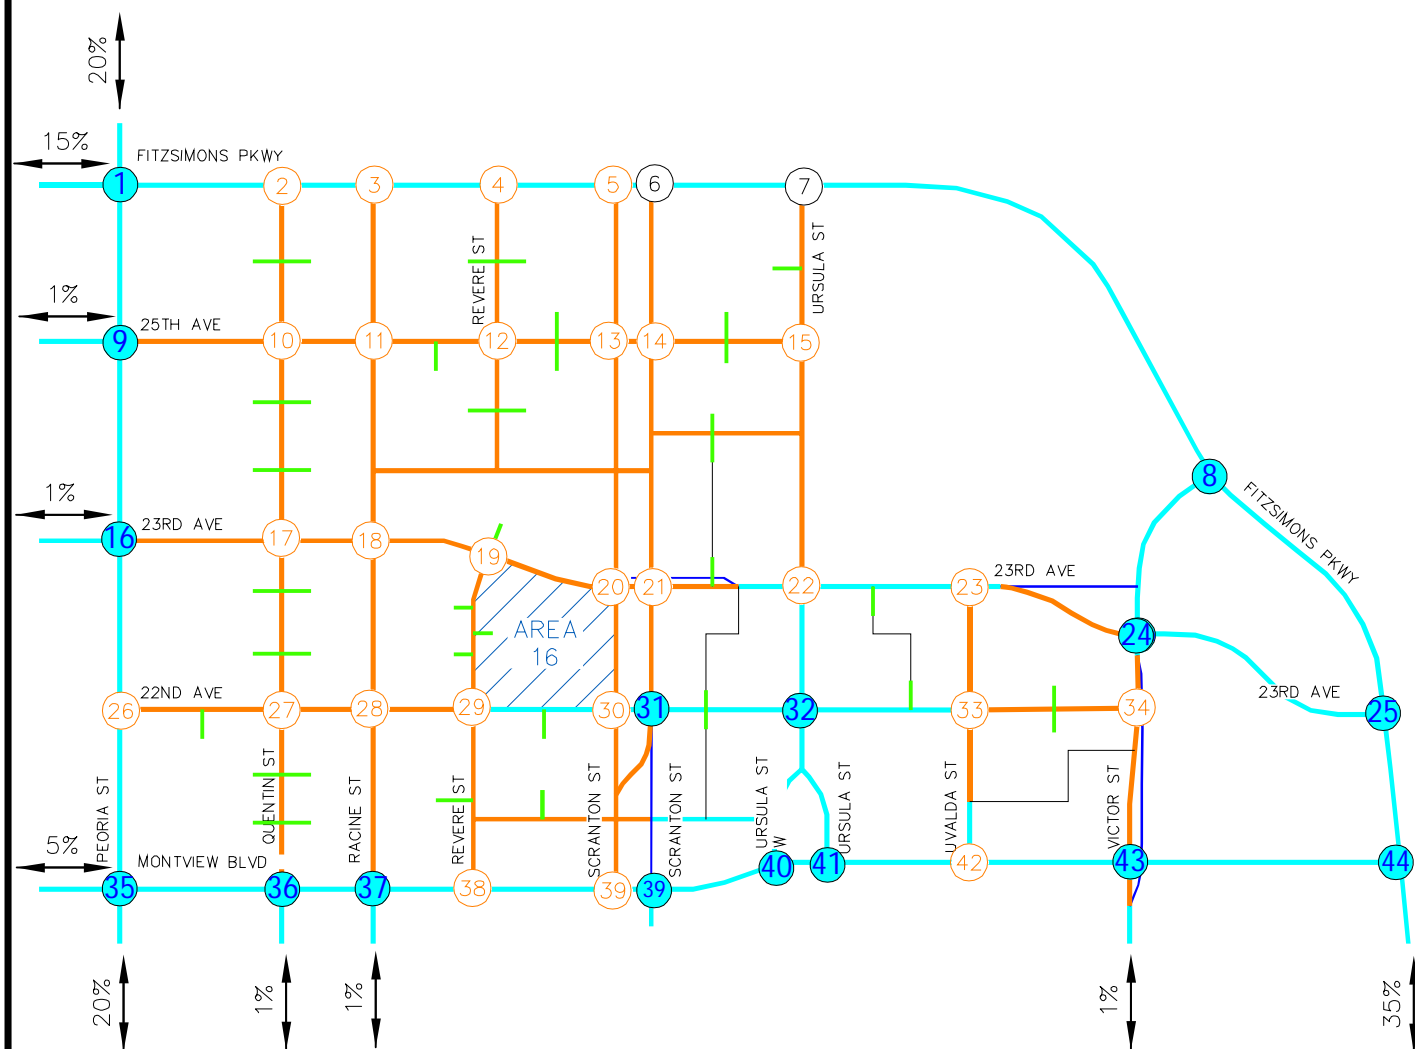 20%
15%
FITZSIMONS PKWY
1
2
3
4
5
6
7
REVERE ST
URSULA ST
1%
25TH AVE
9
10
11
12
13
14
15
8
FITZSIMONS PKWY
1%
23RD AVE
16
17
18
19
20
21
22
23
23RD AVE
24
AREA
16
22ND AVE
26
27
28
29
30
31
32
33
34
23RD AVE
25
PEORIA ST
QUENTIN ST
RACINE ST
REVERE ST
SCRANTON ST
SCRANTON ST
URSULA ST
W
URSULA ST
UVALDA ST
VICTOR ST
5%
MONTVIEW BLVD
35
36
37
38
39
39
40
41
42
43
44
20%
1%
1%
1%
35%